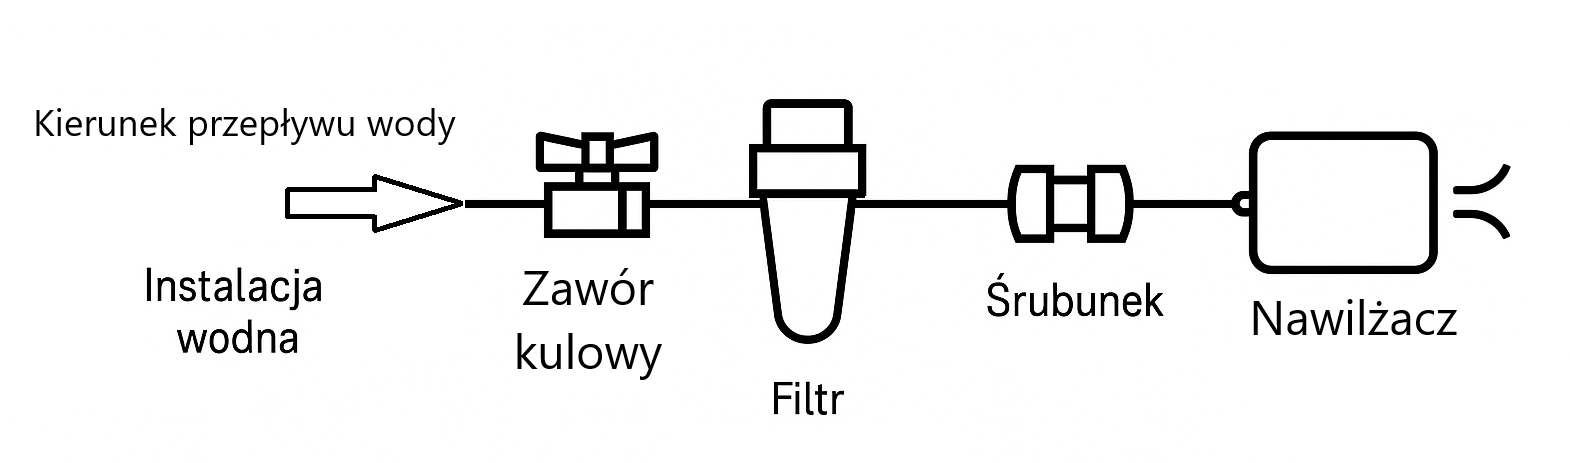 Kierunek przepływu wody
Instalacja
wodna
Zawór
kulowy
Filtr
Śrubunek
Nawilżacz